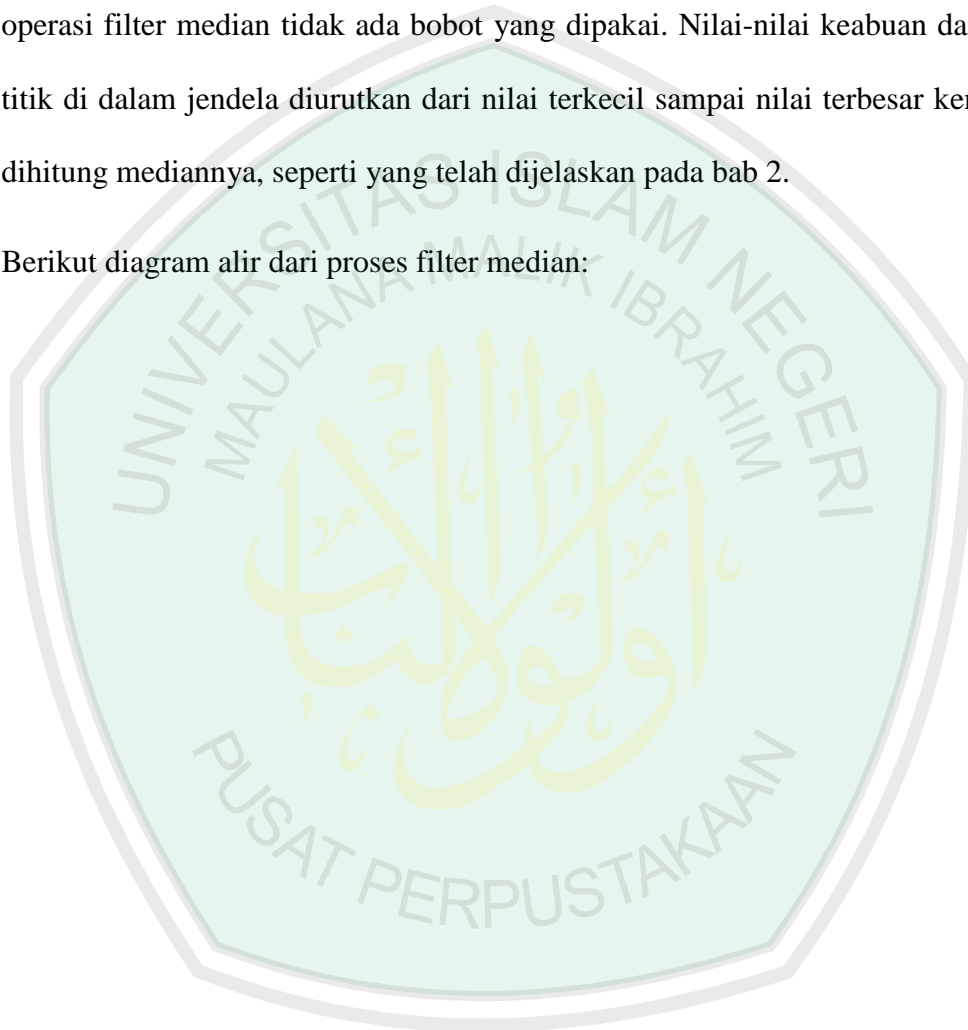 operasi filter median tidak ada bobot yang dipakai. Nilai-nilai keabuan da
titik di dalam jendela diurutkan dari nilai terkecil sampai nilai terbesar ke
dihitung mediannya, seperti yang telah dijelaskan pada bab 2.
Berikut diagram alir dari proses filter median:
UNIVERSITAS ISLAM NEGERI
MAULANA MALIK IBRAHIM
PUSAT PERPUSTAKAAN